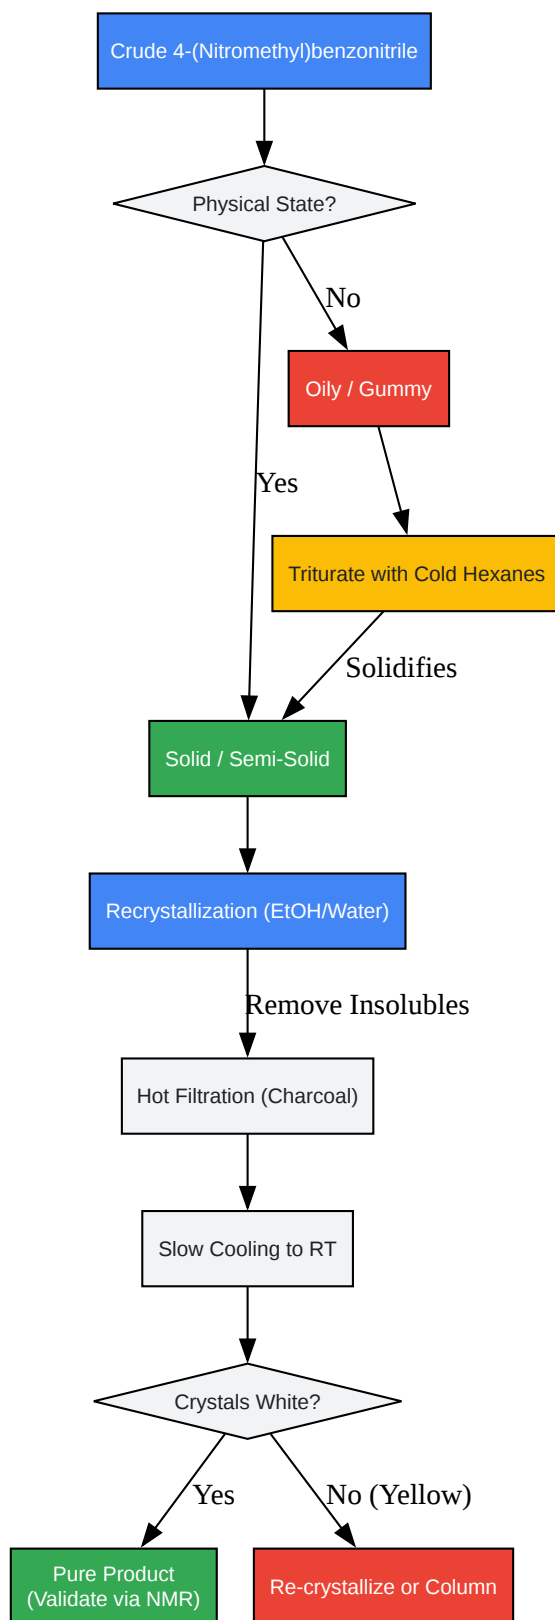 Crude 4-(Nitromethyl)benzonitrile
Physical State?
No
Oily / Gummy
Yes
Triturate with Cold Hexanes
Solidifies
Solid / Semi-Solid
Recrystallization (EtOH/Water)
Remove Insolubles
Hot Filtration (Charcoal)
Slow Cooling to RT
Crystals White?
Yes
No (Yellow)
Pure Product
(Validate via NMR)
Re-crystallize or Column